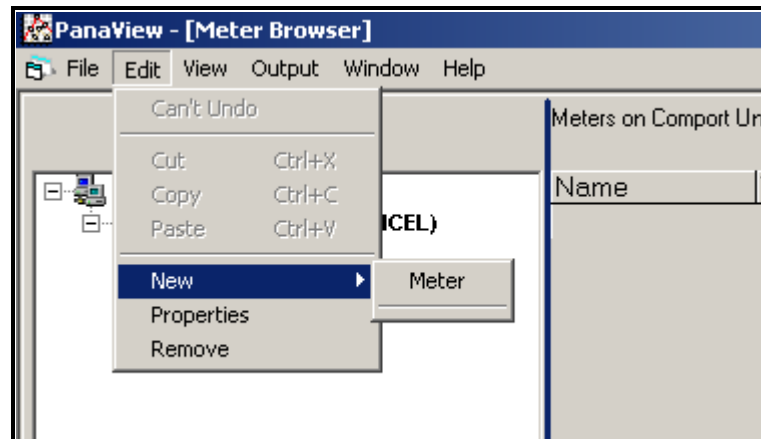 PanaView - [Meter Browser]
File Edit View Output Window Help
Can't Undo
Meters on Comport Un
Cut Ctrl+X
Name
Copy Ctrl+C
Paste Ctrl+V
ICEL)
New
Meter
Properties
Remove